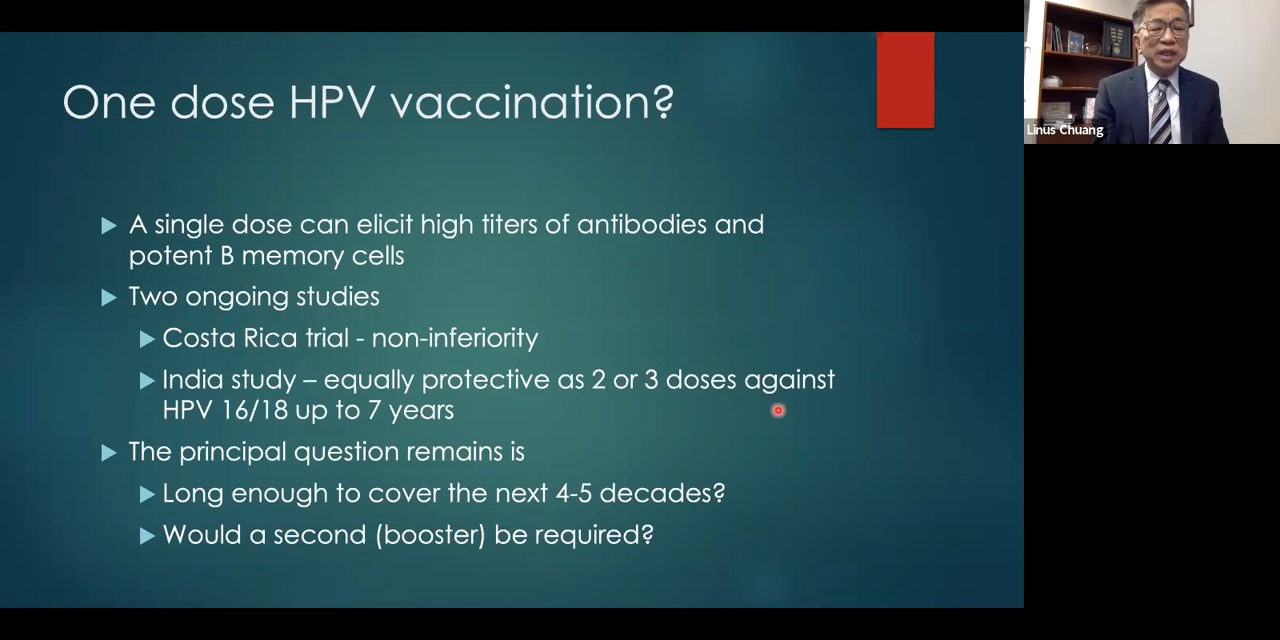 One dose HPV vaccination?
A single dose can elicit high titers of antibodies and
potent B memory cells
Two ongoing studies
Costa Rica trial - non-inferiority
India study – equally protective as 2 or 3 doses against
HPV 16/18 up to 7 years
The principal question remains is
Long enough to cover the next 4-5 decades?
Would a second (booster) be required?
Linus Chuang